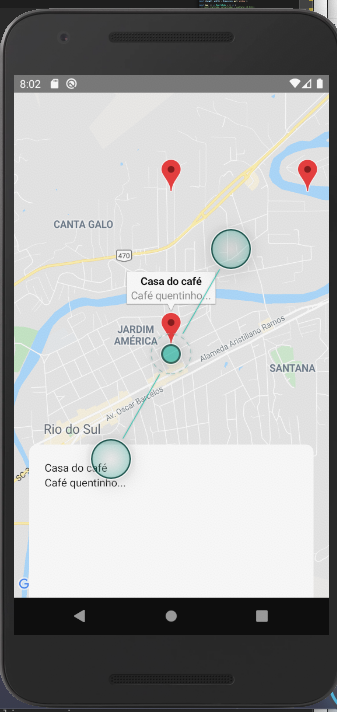 8:02
CANTA GALO
470
Casa do café
Café quentinho...
JARDIM
AMÉRICA
Alameda Aristiliano Ramos
SANTANA
Av. Oscar Barcelos
Rio do Sul
SC-3
Casa do café
Café quentinho...
G